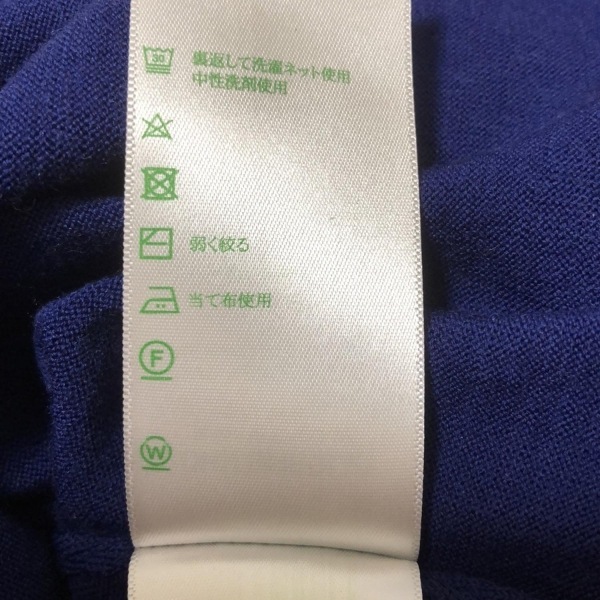 30 裏返して洗濯ネット使用
中性洗剤使用
弱く絞る
当て布使用
F
W